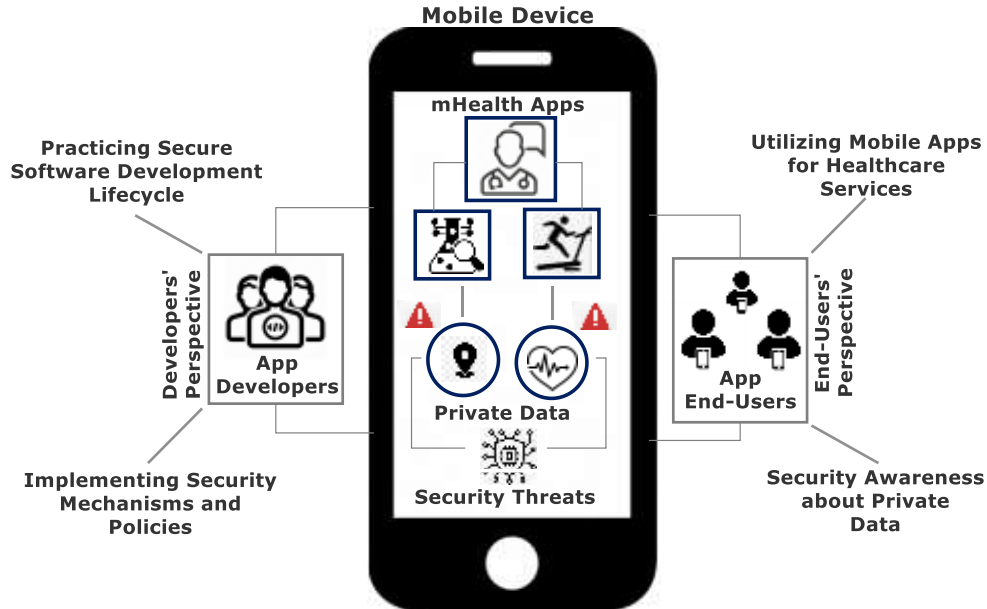 Mobile Device
mHealth Apps
Practicing Secure
Software Development
Lifecycle
Developers'
Perspective
App
Developers
Implementing Security
Mechanisms and
Policies
Private Data
Security Threats
Utilizing Mobile Apps
for Healthcare
Services
App
End-Users
End-Users'
Perspective
Security Awareness
about Private
Data